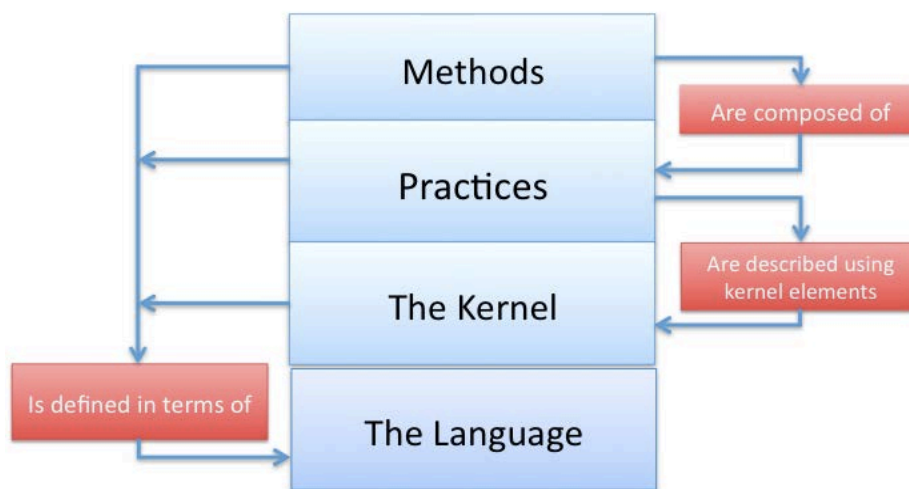 Methods
Are composed of
Practices
Are described using
kernel elements
The Kernel
Is defined in terms of
The Language